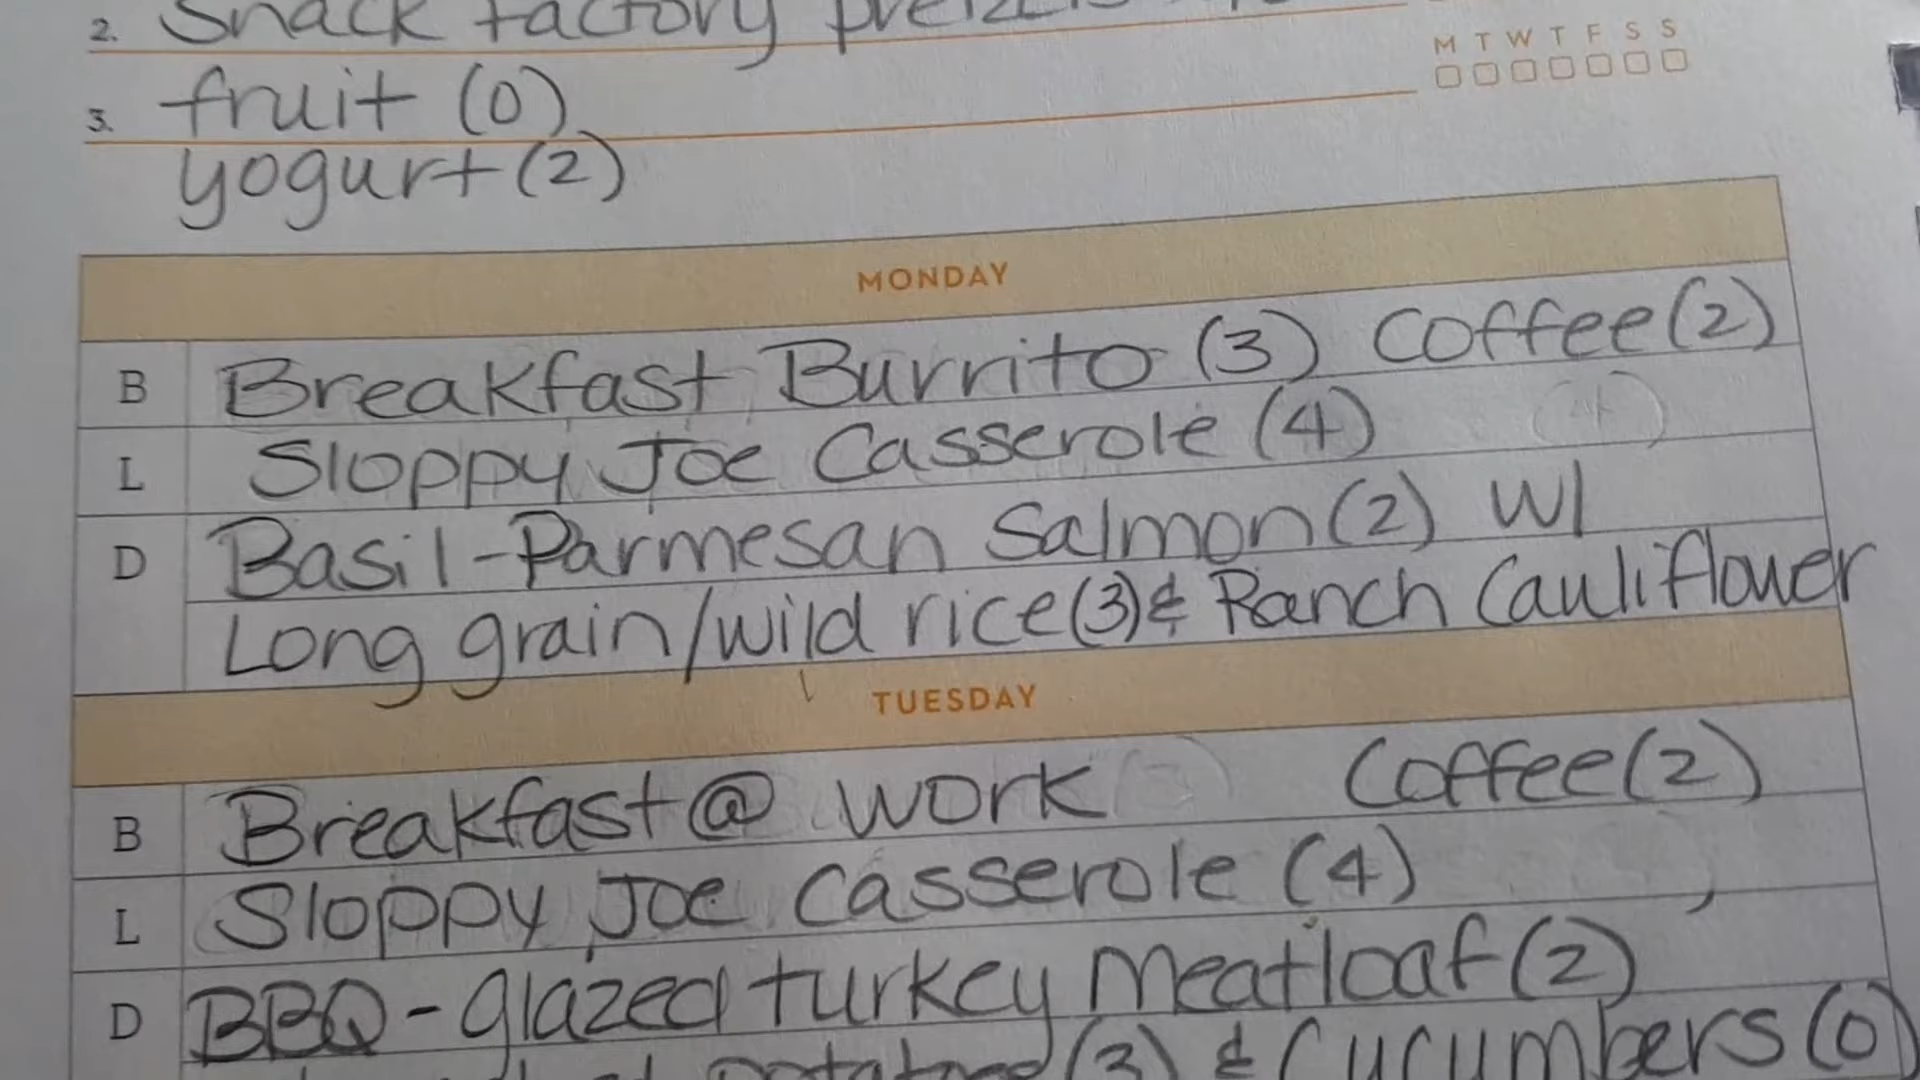 2. Snack factory pretzels
M T W T F S S
3. fruit (0)
yogurt (2)
MONDAY
B Breakfast Burrito (3) Coffee (2)
L Sloppy Joe Casserole (4)
D Basil-Parmesan Salmon (2) W/
Long grain/wild rice (3) & Ranch Cauliflower
TUESDAY
B Breakfast @ work Coffee (2)
L Sloppy Joe Casserole (4)
D BBQ-glazed turkey Meatloaf (2)
potatoes (3) & Cucumbers (0)